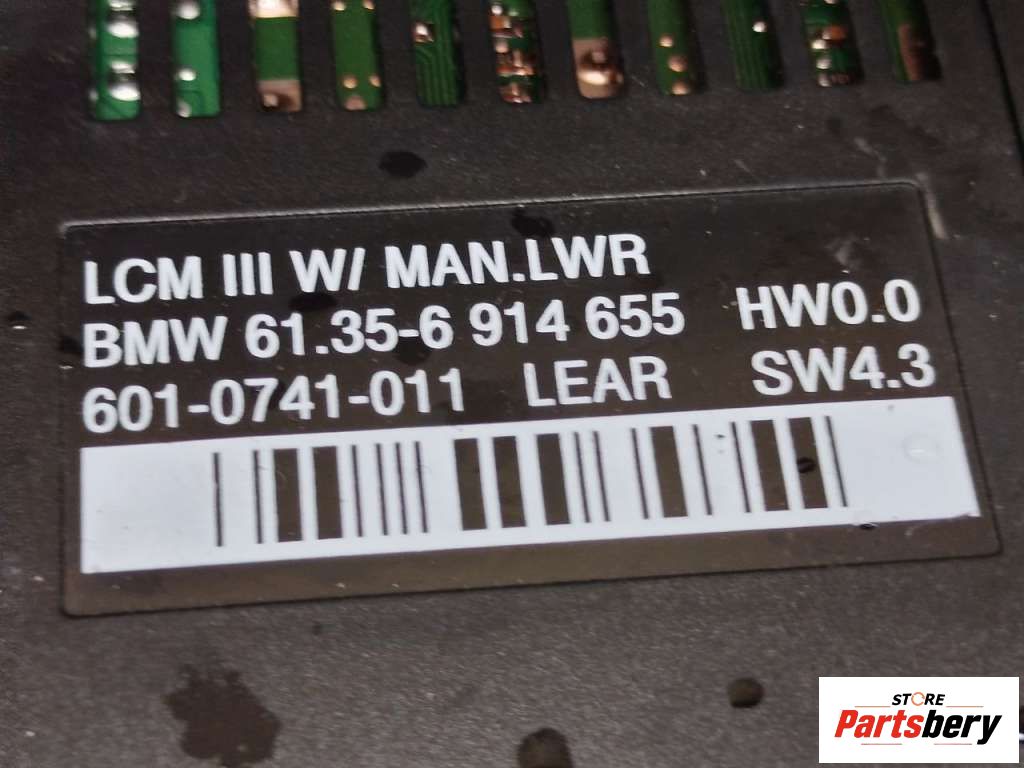 LCM III W/ MAN.LWR
BMW 61.35-6 914 655 HW0.0
601-0741-011 LEAR SW4.3
STORE
Partsbery